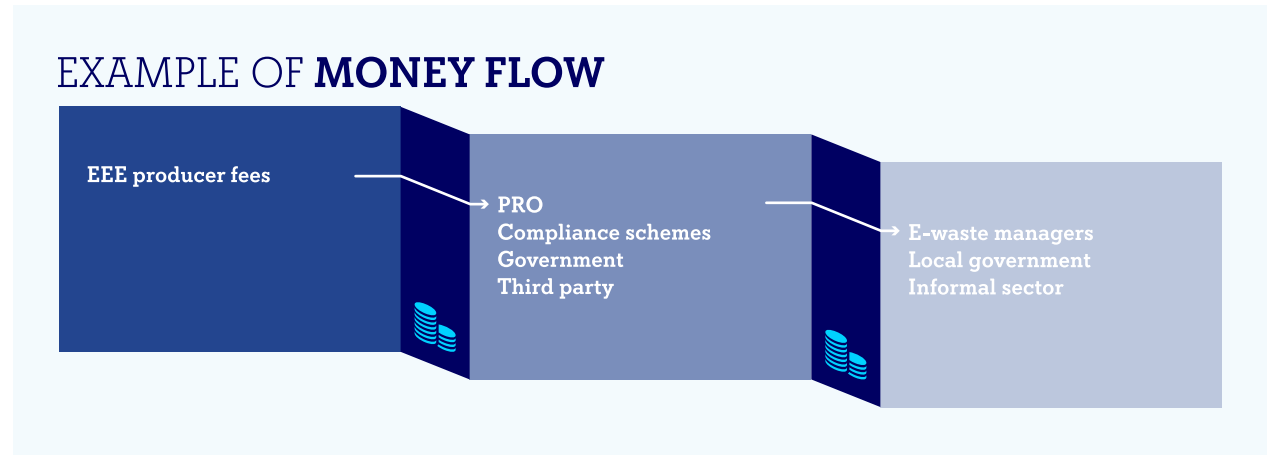 EXAMPLE OF MONEY FLOW
EEE producer fees
PRO
Compliance schemes
Government
Third party
E-waste managers
Local government
Informal sector